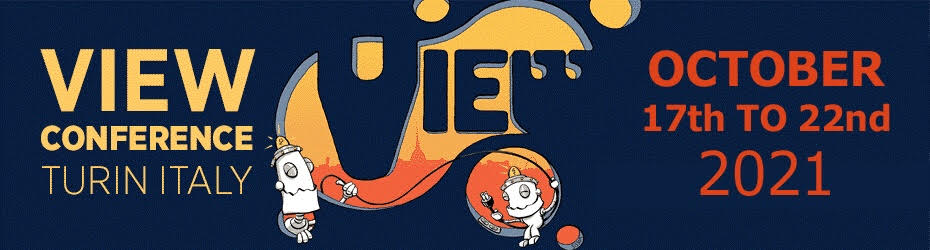 VIEW
CONFERENCE
TURIN ITALY
VIEW
OCTOBER
17th TO 22nd
2021